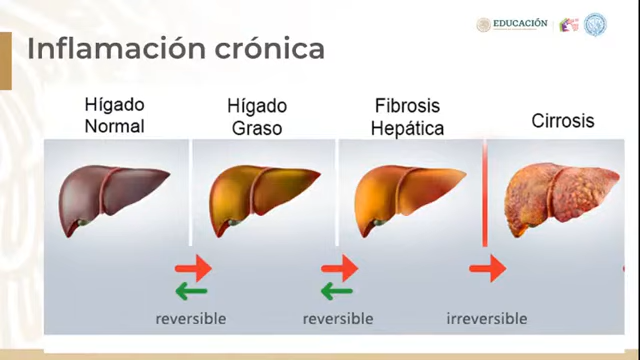 EDUCACIÓN
Inflamación crónica
Hígado
Normal
Hígado
Graso
Fibrosis
Hepática
Cirrosis
reversible
reversible
irreversible